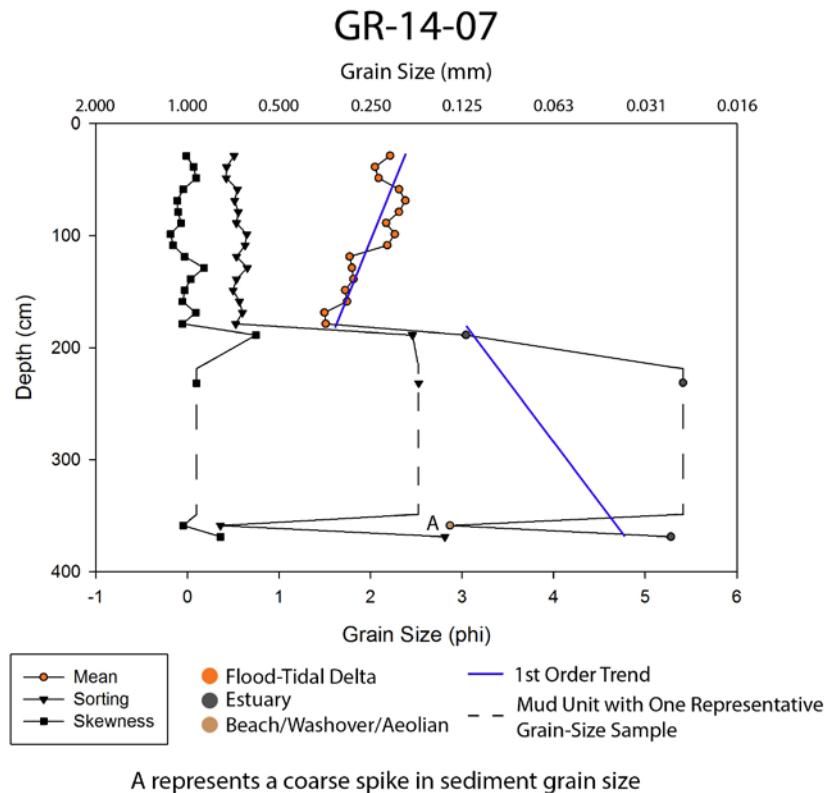 GR-14-07
Grain Size (mm)
2.000 1.000 0.500 0.250 0.125 0.063 0.031 0.016
0
100
200
300
400
Depth (cm)
A
-1 0 1 2 3 4 5 6
Grain Size (phi)
Mean
Sorting
Skewness
Flood-Tidal Delta
Estuary
Beach/Washover/Aeolian
1st Order Trend
Mud Unit with One Representative
Grain-Size Sample
A represents a coarse spike in sediment grain size